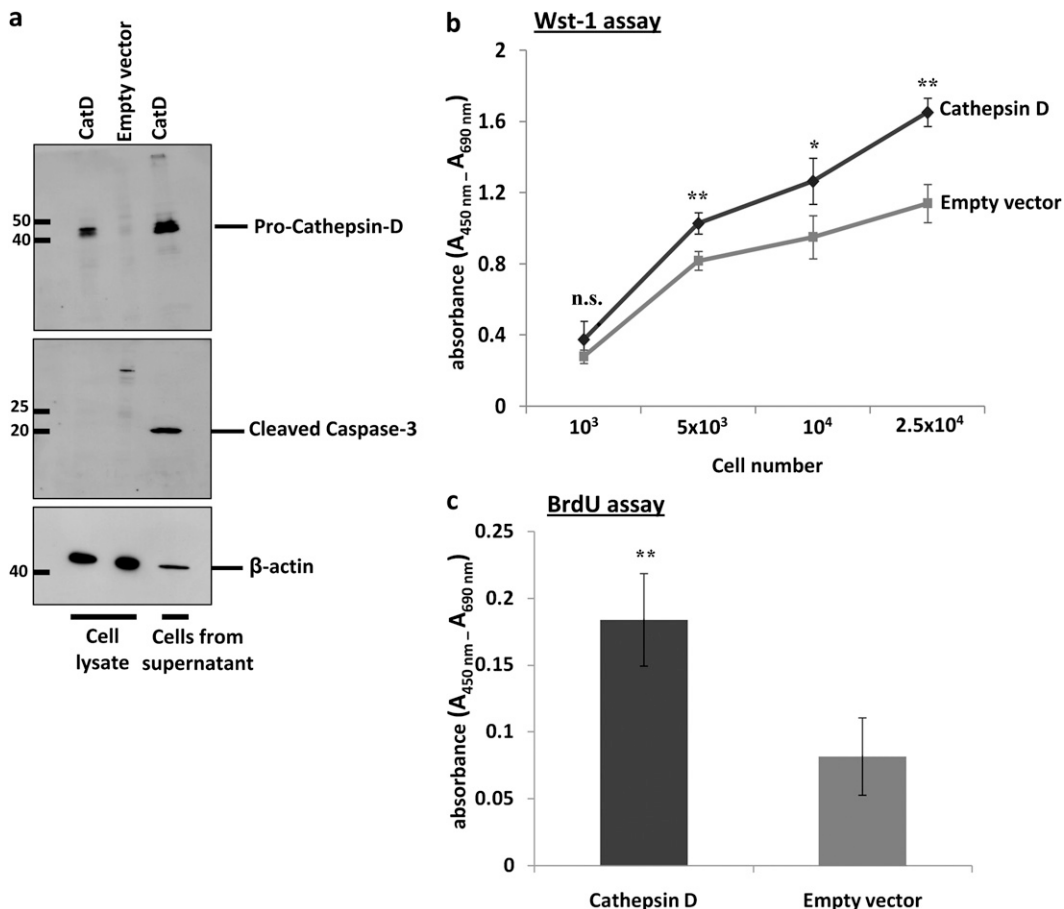 a
CatD
Empty vector
CatD
50
40
Pro-Cathepsin-D
25
20
Cleaved Caspase-3
40
β-actin
Cell
lysate
Cells from
supernatant
b
Wst-1 assay
absorbance (A450 nm – A690 nm)
2
1.6
1.2
0.8
0.4
0
n.s.
**
*
**
Cathepsin D
Empty vector
10³
5x10³
10⁴
2.5x10⁴
Cell number
c
BrdU assay
absorbance (A450 nm – A690 nm)
0.25
0.2
0.15
0.1
0.05
0
**
Cathepsin D
Empty vector